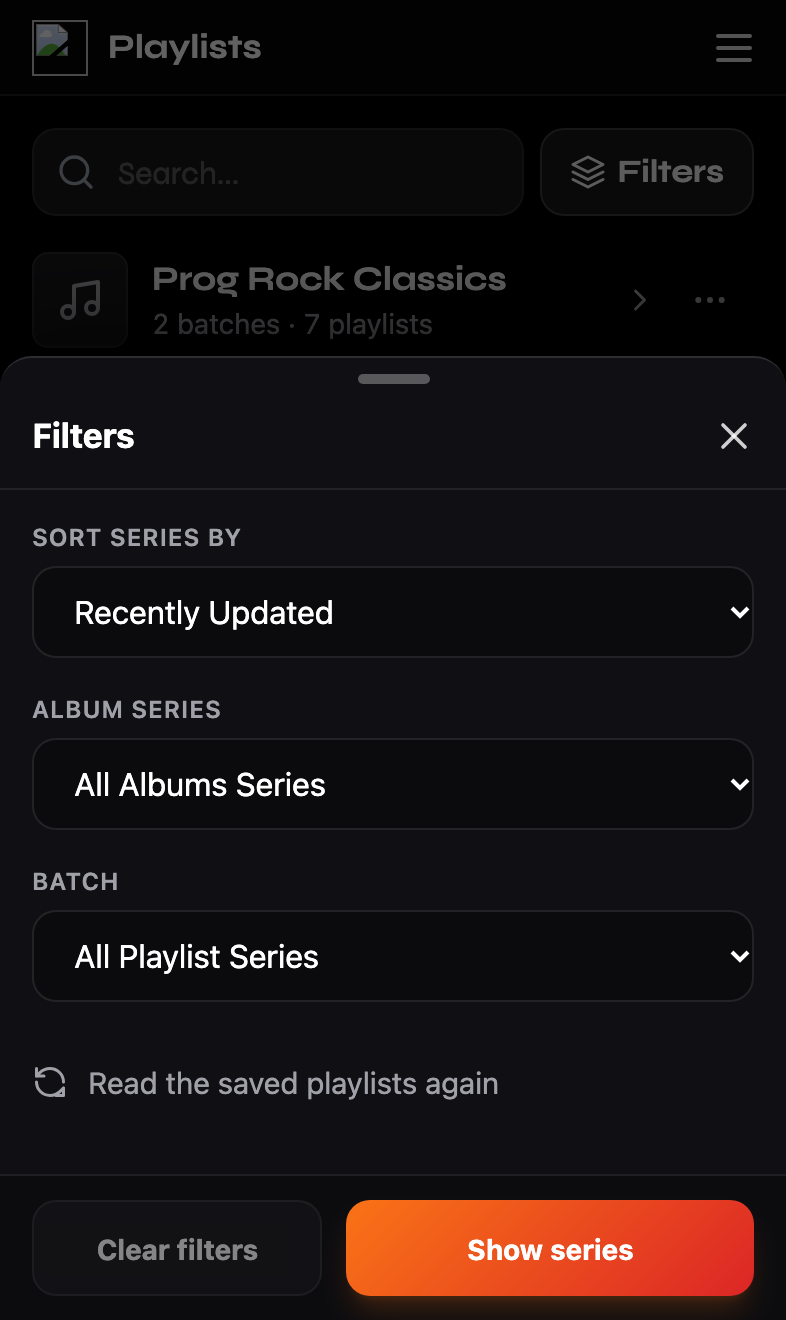 Playlists
Search...
Filters
Prog Rock Classics
2 batches · 7 playlists
Filters
SORT SERIES BY
Recently Updated
ALBUM SERIES
All Albums Series
BATCH
All Playlist Series
Read the saved playlists again
Clear filters
Show series